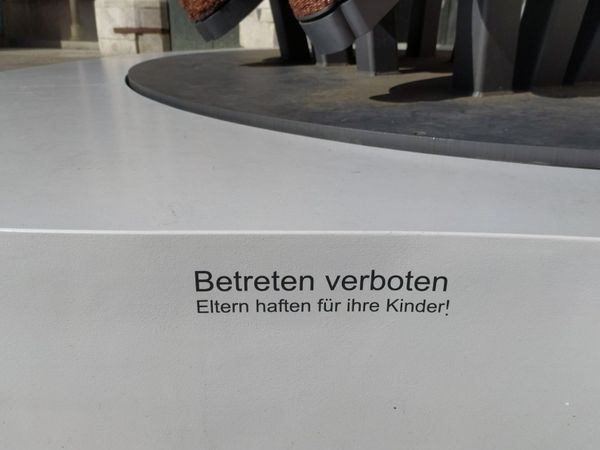 Betreten verboten
Eltern haften für ihre Kinder!